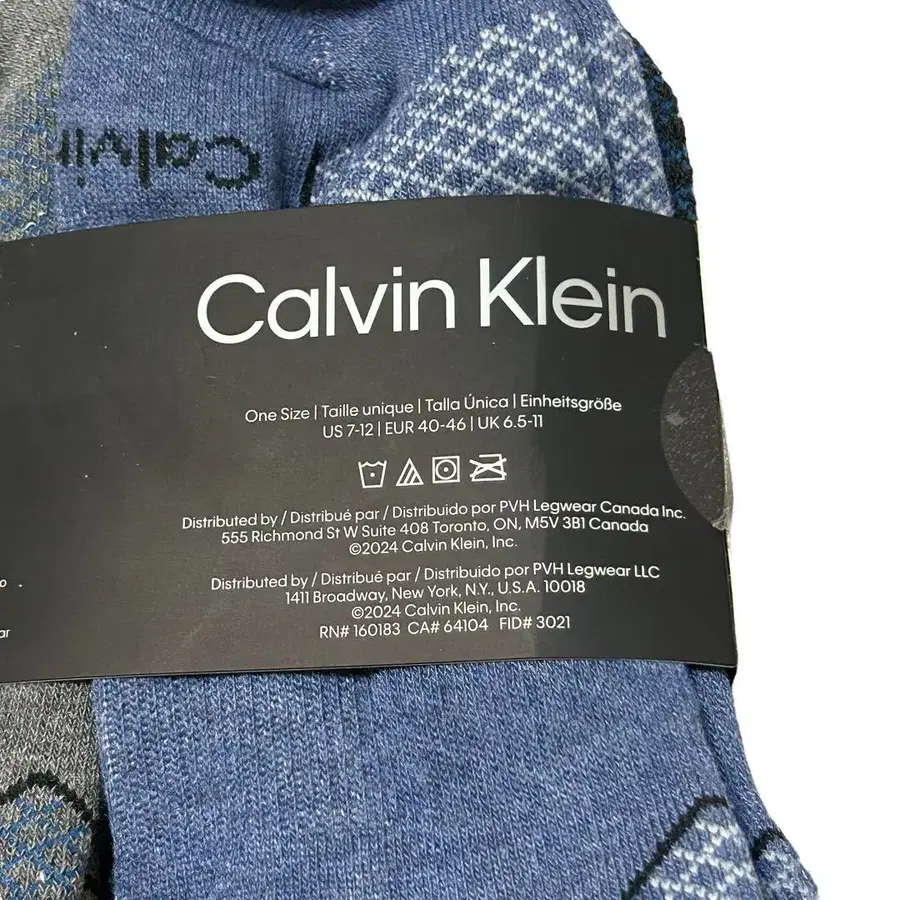 Calvin
Calvin Klein
One Size | Taille unique | Talla Única | Einheitsgröße
US 7-12 | EUR 40-46 | UK 6.5-11
Distributed by / Distribué par / Distribuido por PVH Legwear Canada Inc.
555 Richmond St W Suite 408 Toronto, ON, M5V 3B1 Canada
©2024 Calvin Klein, Inc.
Distributed by / Distribué par / Distribuido por PVH Legwear LLC
1411 Broadway, New York, N.Y., U.S.A. 10018
©2024 Calvin Klein, Inc.
RN# 160183 CA# 64104 FID# 3021